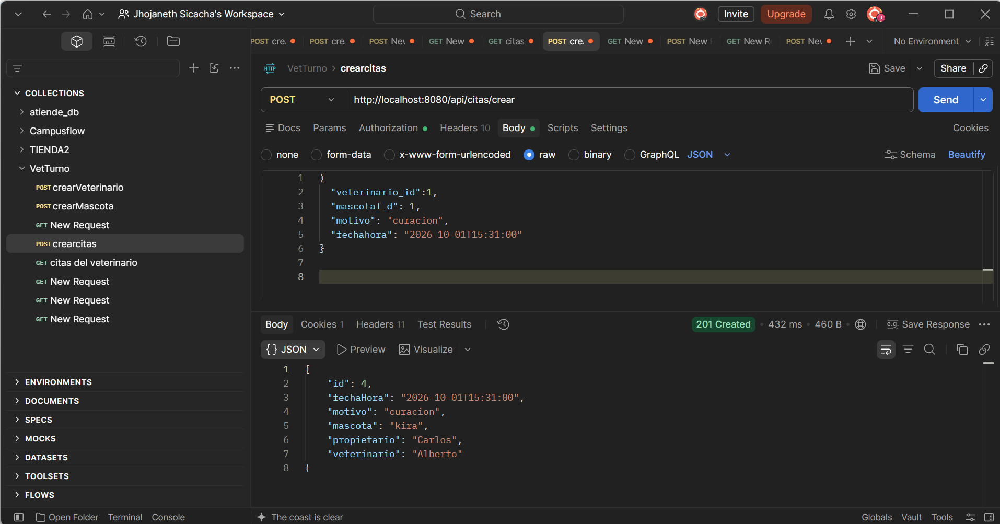 Jhojaneth Sicacha's Workspace
Search
Invite
Upgrade
POST cre
POST cre
POST Nev
GET New
GET citas
POST cre
GET New
POST New
GET New R
POST Nev
No Environment
HTTP VetTurno > crearcitas
Save
Share
COLLECTIONS
atiende_db
Campusflow
TIENDA2
VetTurno
POST crearVeterinario
POST crearMascota
GET New Request
POST crearcitas
GET citas del veterinario
GET New Request
GET New Request
GET New Request
ENVIRONMENTS
DOCUMENTS
SPECS
MOCKS
DATASETS
TOOLSETS
FLOWS
POST http://localhost:8080/api/citas/crear
Send
Docs Params Authorization Headers 10 Body Scripts Settings Cookies
none form-data x-www-form-urlencoded raw binary GraphQL JSON Schema Beautify
1 {
2 "veterinario_id":1,
3 "mascotaI_d": 1,
4 "motivo": "curacion",
5 "fechahora": "2026-10-01T15:31:00"
6 }
7
8
Body Cookies 1 Headers 11 Test Results 201 Created • 432 ms • 460 B • e.g. Save Response
{} JSON Preview Visualize
1 {
2 "id": 4,
3 "fechaHora": "2026-10-01T15:31:00",
4 "motivo": "curacion",
5 "mascota": "kira",
6 "propietario": "Carlos",
7 "veterinario": "Alberto"
8 }
Open Folder Terminal Console The coast is clear Globals Vault Tools